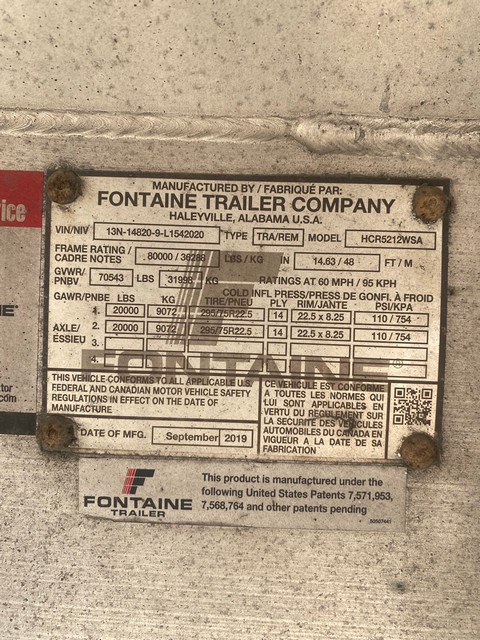 MANUFACTURED BY / FABRIQUÉ PAR:
FONTAINE TRAILER COMPANY
HALEYVILLE, ALABAMA U.S.A.
VIN/NIV 13N-14820-9-L1542020 TYPE TRA/REM MODEL HCR5212WSA
FRAME RATING / CADRE NOTES 80000 / 36288 LBS / KG IN 14.63 / 48 FT / M
GVWR/ PNBV 70543 LBS 31998 KG RATINGS AT 60 MPH / 95 KPH
COLD INFL PRESS/PRESS DE GONFL. À FROID
GAWR/PNBE LBS KG TIRE/PNEU PLY RIM/JANTE PSI/KPA
1. 20000 9072 295/75R22.5 14 22.5 x 8.25 110 / 754
AXLE/ ÉSSIEU
2. 20000 9072 295/75R22.5 14 22.5 x 8.25 110 / 754
3.
4.
FONTAINE ®
THIS VEHICLE CONFORMS TO ALL APPLICABLE U.S.
FEDERAL AND CANADIAN MOTOR VEHICLE SAFETY
REGULATIONS IN EFFECT ON THE DATE OF
MANUFACTURE
CE VEHICULE EST CONFORME
A TOUTES LES NORMES QUI
LUI SONT APPLICABLES EN
VERTU DU REGULEMENT SUR
LA SÉCURITÉ DES VÉHICULES
AUTOMOBILES DU CANADA EN
VIGUEUR A LA DATE DE SA
FABRICATION
DATE OF MFG. September 2019
FONTAINE
TRAILER
This product is manufactured under the
following United States Patents 7,571,953,
7,568,764 and other patents pending